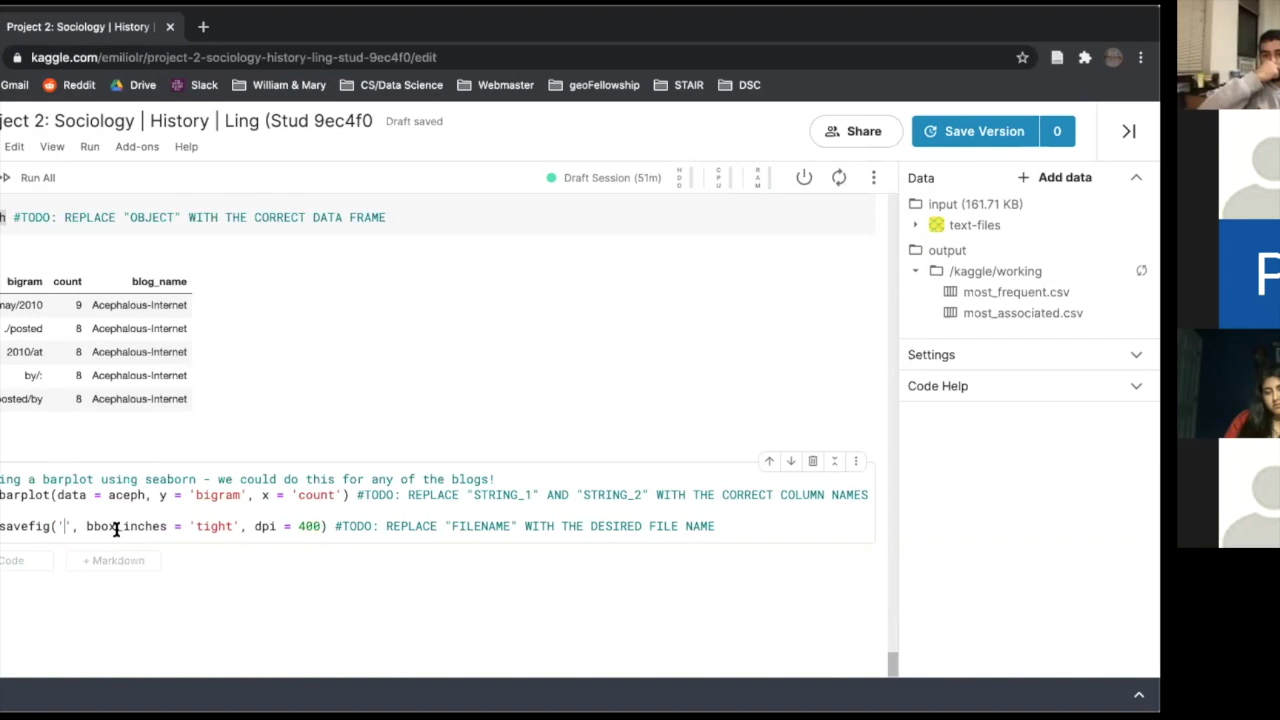 Project 2: Sociology | History |
kaggle.com/emiliolr/project-2-sociology-history-ling-stud-9ec4f0/edit
Gmail Reddit Drive Slack William & Mary CS/Data Science Webmaster geoFellowship STAIR DSC
ject 2: Sociology | History | Ling (Stud 9ec4f0 Draft saved
Share Save Version 0
Edit View Run Add-ons Help
Run All Draft Session (51m) HDD CPU RAM
Data + Add data
h #TODO: REPLACE "OBJECT" WITH THE CORRECT DATA FRAME
input (161.71 KB)
text-files
output
/kaggle/working
most_frequent.csv
most_associated.csv
Settings
Code Help
bigram count blog_name
may/2010 9 Acephalous-Internet
./posted 8 Acephalous-Internet
2010/at 8 Acephalous-Internet
by/: 8 Acephalous-Internet
osted/by 8 Acephalous-Internet
ing a barplot using seaborn - we could do this for any of the blogs!
barplot(data = aceph, y = 'bigram', x = 'count') #TODO: REPLACE "STRING_1" AND "STRING_2" WITH THE CORRECT COLUMN NAMES
savefig('', bbox_inches = 'tight', dpi = 400) #TODO: REPLACE "FILENAME" WITH THE DESIRED FILE NAME
Code + Markdown
P